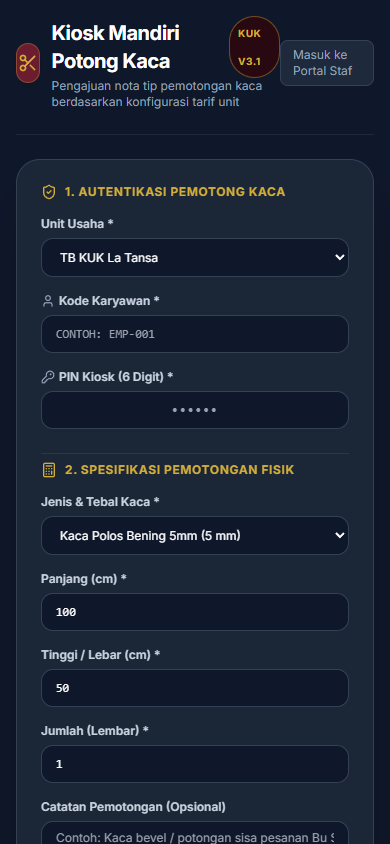 Kiosk Mandiri
Potong Kaca
KUK
V3.1
Masuk ke
Portal Staf
Pengajuan nota tip pemotongan kaca
berdasarkan konfigurasi tarif unit
1. AUTENTIKASI PEMOTONG KACA
Unit Usaha *
TB KUK La Tansa
Kode Karyawan *
CONTOH: EMP-001
PIN Kiosk (6 Digit) *
••••••
2. SPESIFIKASI PEMOTONGAN FISIK
Jenis & Tebal Kaca *
Kaca Polos Bening 5mm (5 mm)
Panjang (cm) *
100
Tinggi / Lebar (cm) *
50
Jumlah (Lembar) *
1
Catatan Pemotongan (Opsional)
Contoh: Kaca bevel / potongan sisa pesanan Bu S